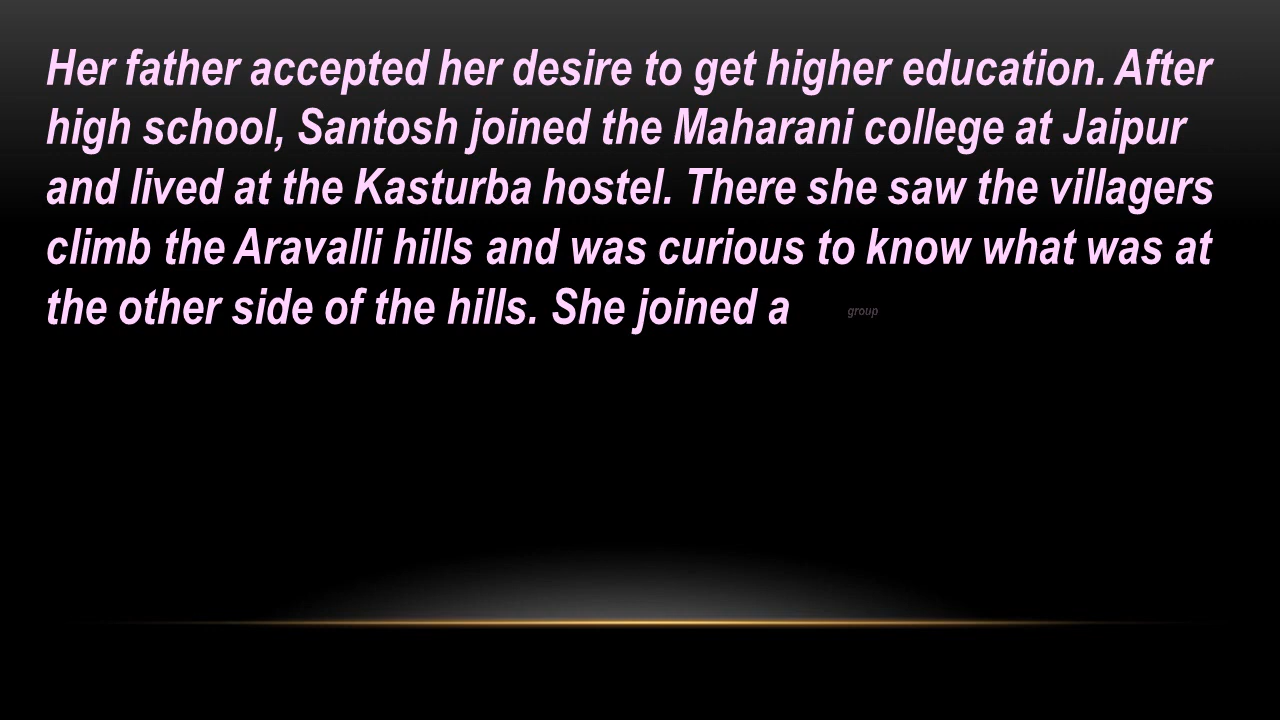 Her father accepted her desire to get higher education. After
high school, Santosh joined the Maharani college at Jaipur
and lived at the Kasturba hostel. There she saw the villagers
climb the Aravalli hills and was curious to know what was at
the other side of the hills. She joined a group